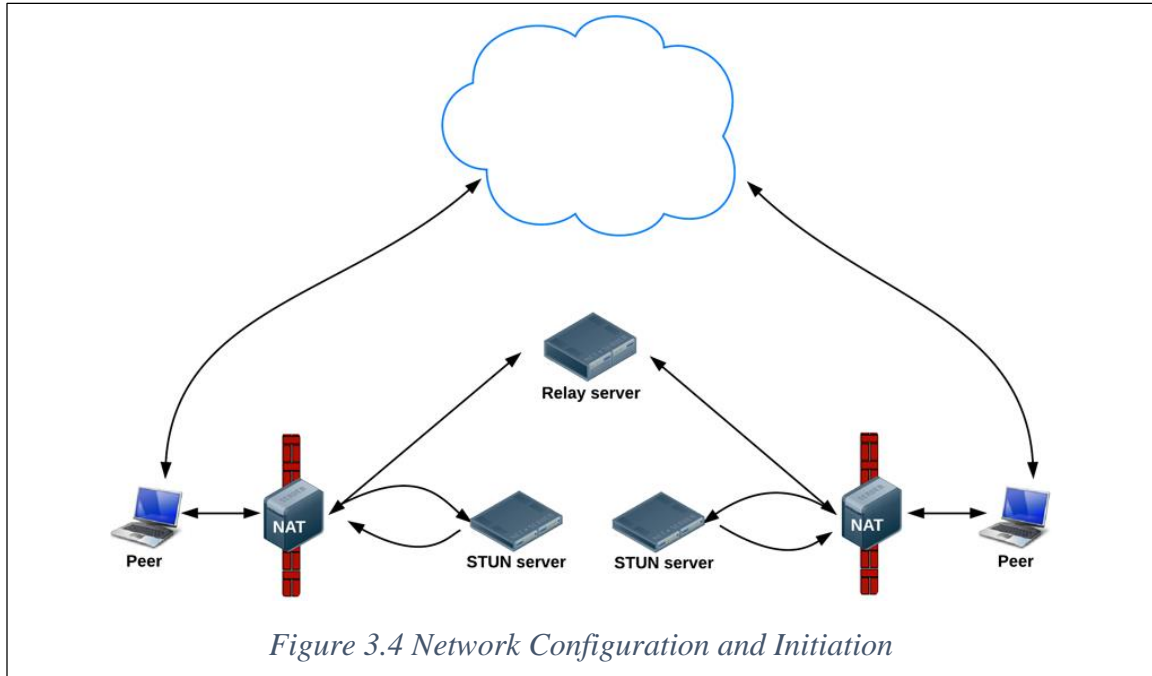 Relay server
NAT
NAT
Peer
STUN server
STUN server
Peer
Figure 3.4 Network Configuration and Initiation